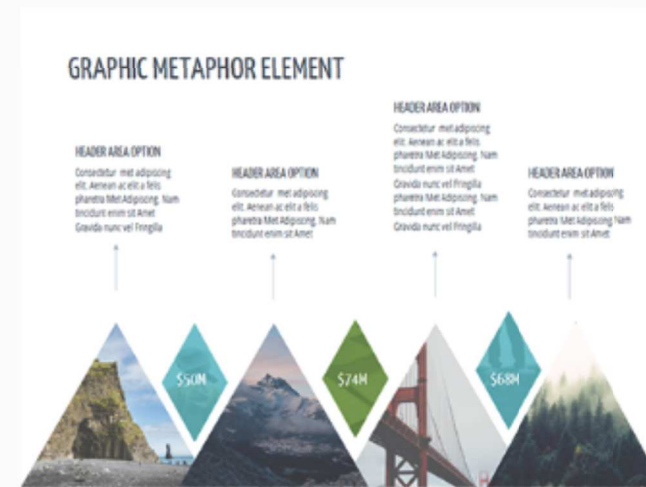 GRAPHIC METAPHOR ELEMENT
HEADER AREA OPTION
Consectetur met adipiscing
elit. Aenean ac elit a felis
pharetra Met Adipiscing. Nam
tincidunt enim sit Amet
Gravida nunc vel Fringilla
HEADER AREA OPTION
Consectetur met adipiscing
elit. Aenean ac elit a felis
pharetra Met Adipiscing. Nam
tincidunt enim sit Amet
HEADER AREA OPTION
Consectetur met adipiscing
elit. Aenean ac elit a felis
pharetra Met Adipiscing. Nam
tincidunt enim sit Amet
Gravida nunc vel Fringilla
pharetra Met Adipiscing. Nam
tincidunt enim sit Amet
Gravida nunc vel Fringilla
HEADER AREA OPTION
Consectetur met adipiscing
elit. Aenean ac elit a felis
pharetra Met Adipiscing. Nam
tincidunt enim sit Amet
$50M
$74M
$68M